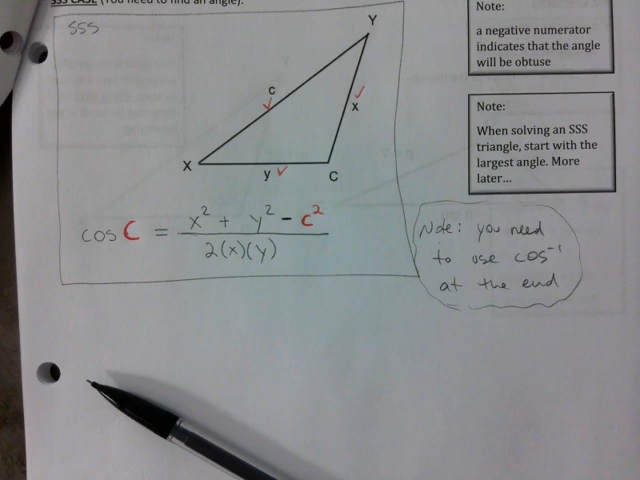 SSS CASE (You need to find an angle):
SSS
Y
c
x
X
y
C
cos C = x² + y² - c² / 2(x)(y)
Note:
a negative numerator
indicates that the angle
will be obtuse
Note:
When solving an SSS
triangle, start with the
largest angle. More
later...
Note: you need
to use cos⁻¹
at the end